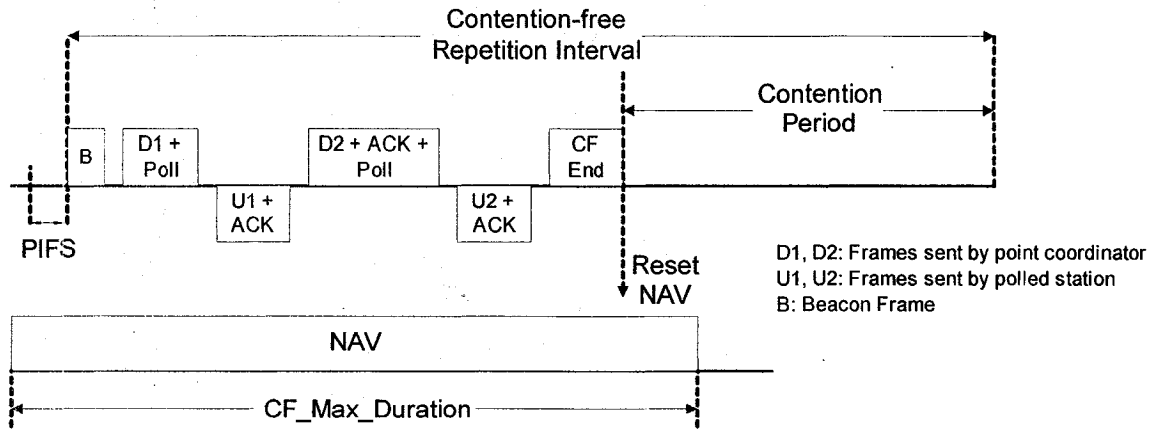 Contention-free
Repetition Interval
Contention
Period
B
D1 +
Poll
D2 + ACK +
Poll
CF
End
U1 +
ACK
U2 +
ACK
PIFS
Reset
NAV
D1, D2: Frames sent by point coordinator
U1, U2: Frames sent by polled station
B: Beacon Frame
NAV
CF_Max_Duration